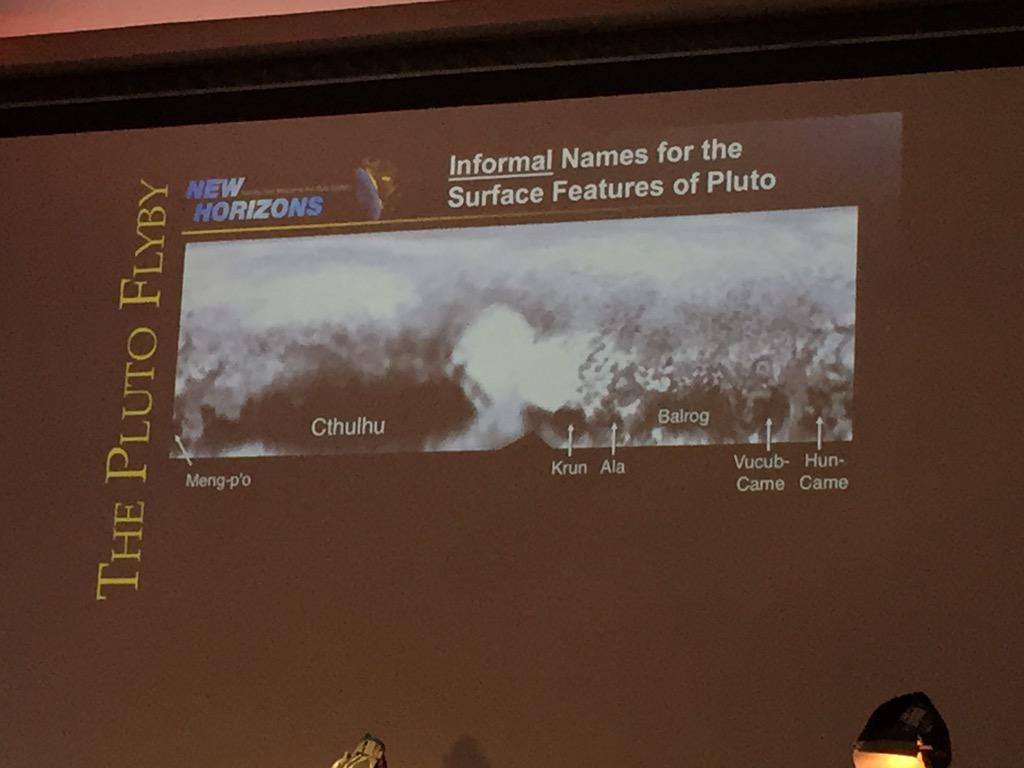 THE PLUTO FLYBY
NEW
HORIZONS
Informal Names for the
Surface Features of Pluto
Cthulhu
Balrog
Meng-p'o
Krun
Ala
Vucub-
Came
Hun-
Came